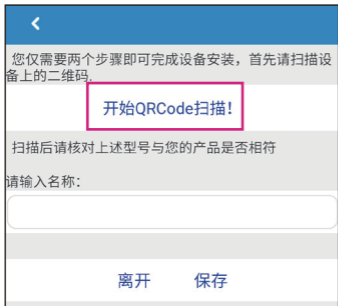 您仅需要两个步骤即可完成设备安装，首先请扫描设
备上的二维码.
开始QRCode扫描！
扫描后请核对上述型号与您的产品是否相符
请输入名称：
离开 保存